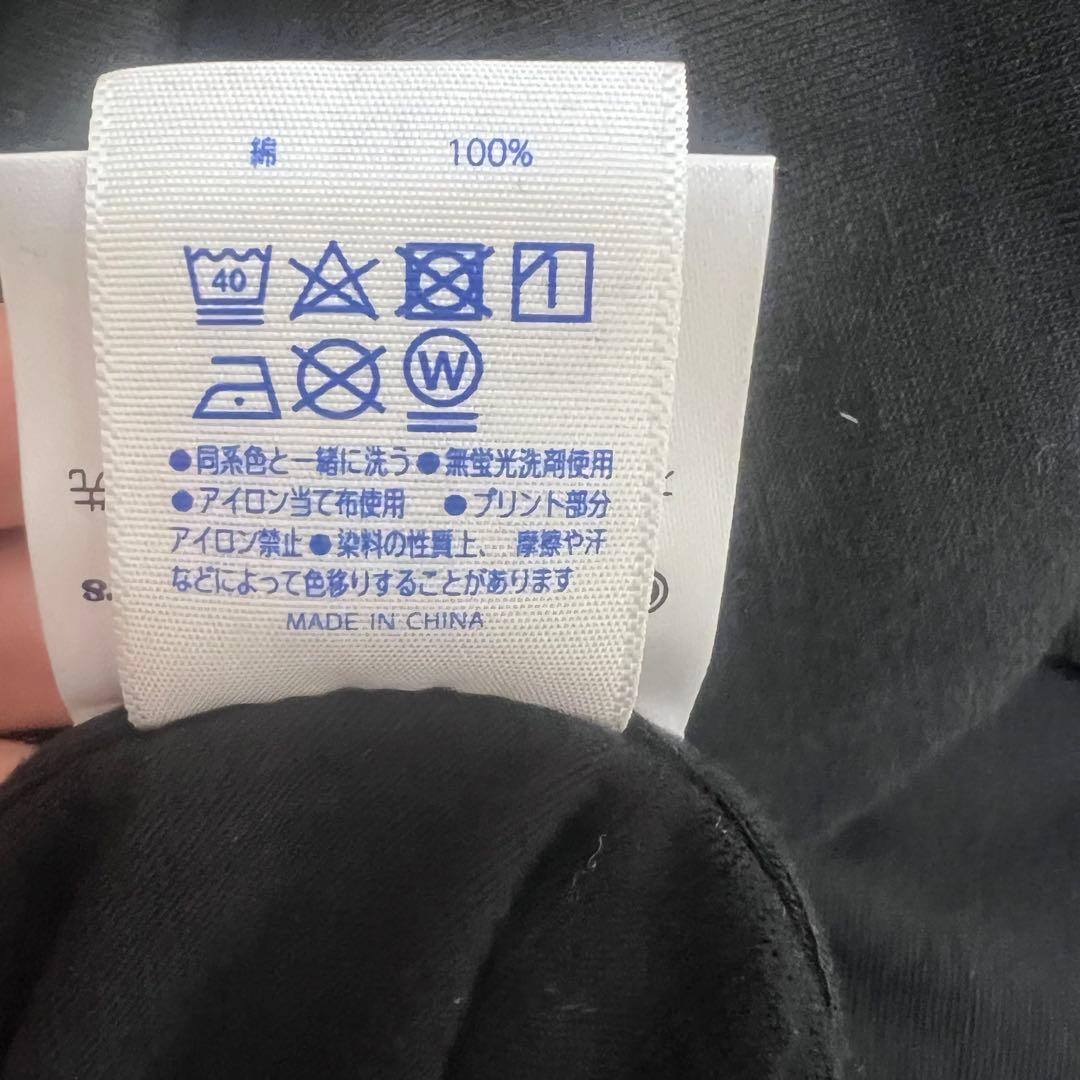 綿 100%
40
W
●同系色と一緒に洗う ●無蛍光洗剤使用
●アイロン当て布使用 ●プリント部分
アイロン禁止 ●染料の性質上、 摩擦や汗
などによって色移りすることがあります
MADE IN CHINA